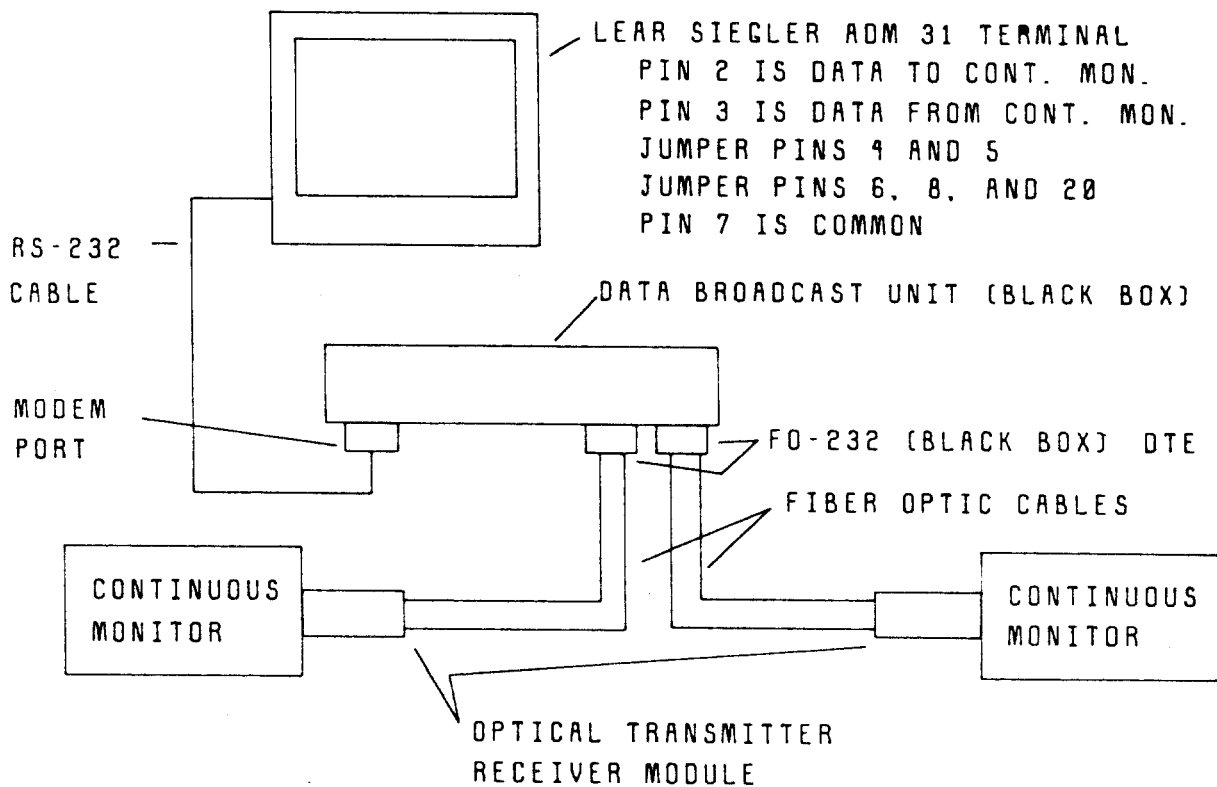 LEAR SIEGLER ADM 31 TERMINAL
PIN 2 IS DATA TO CONT. MON.
PIN 3 IS DATA FROM CONT. MON.
JUMPER PINS 4 AND 5
JUMPER PINS 6, 8, AND 20
PIN 7 IS COMMON
RS-232
CABLE
DATA BROADCAST UNIT (BLACK BOX)
MODEM
PORT
FO-232 (BLACK BOX) DTE
FIBER OPTIC CABLES
CONTINUOUS
MONITOR
CONTINUOUS
MONITOR
OPTICAL TRANSMITTER
RECEIVER MODULE